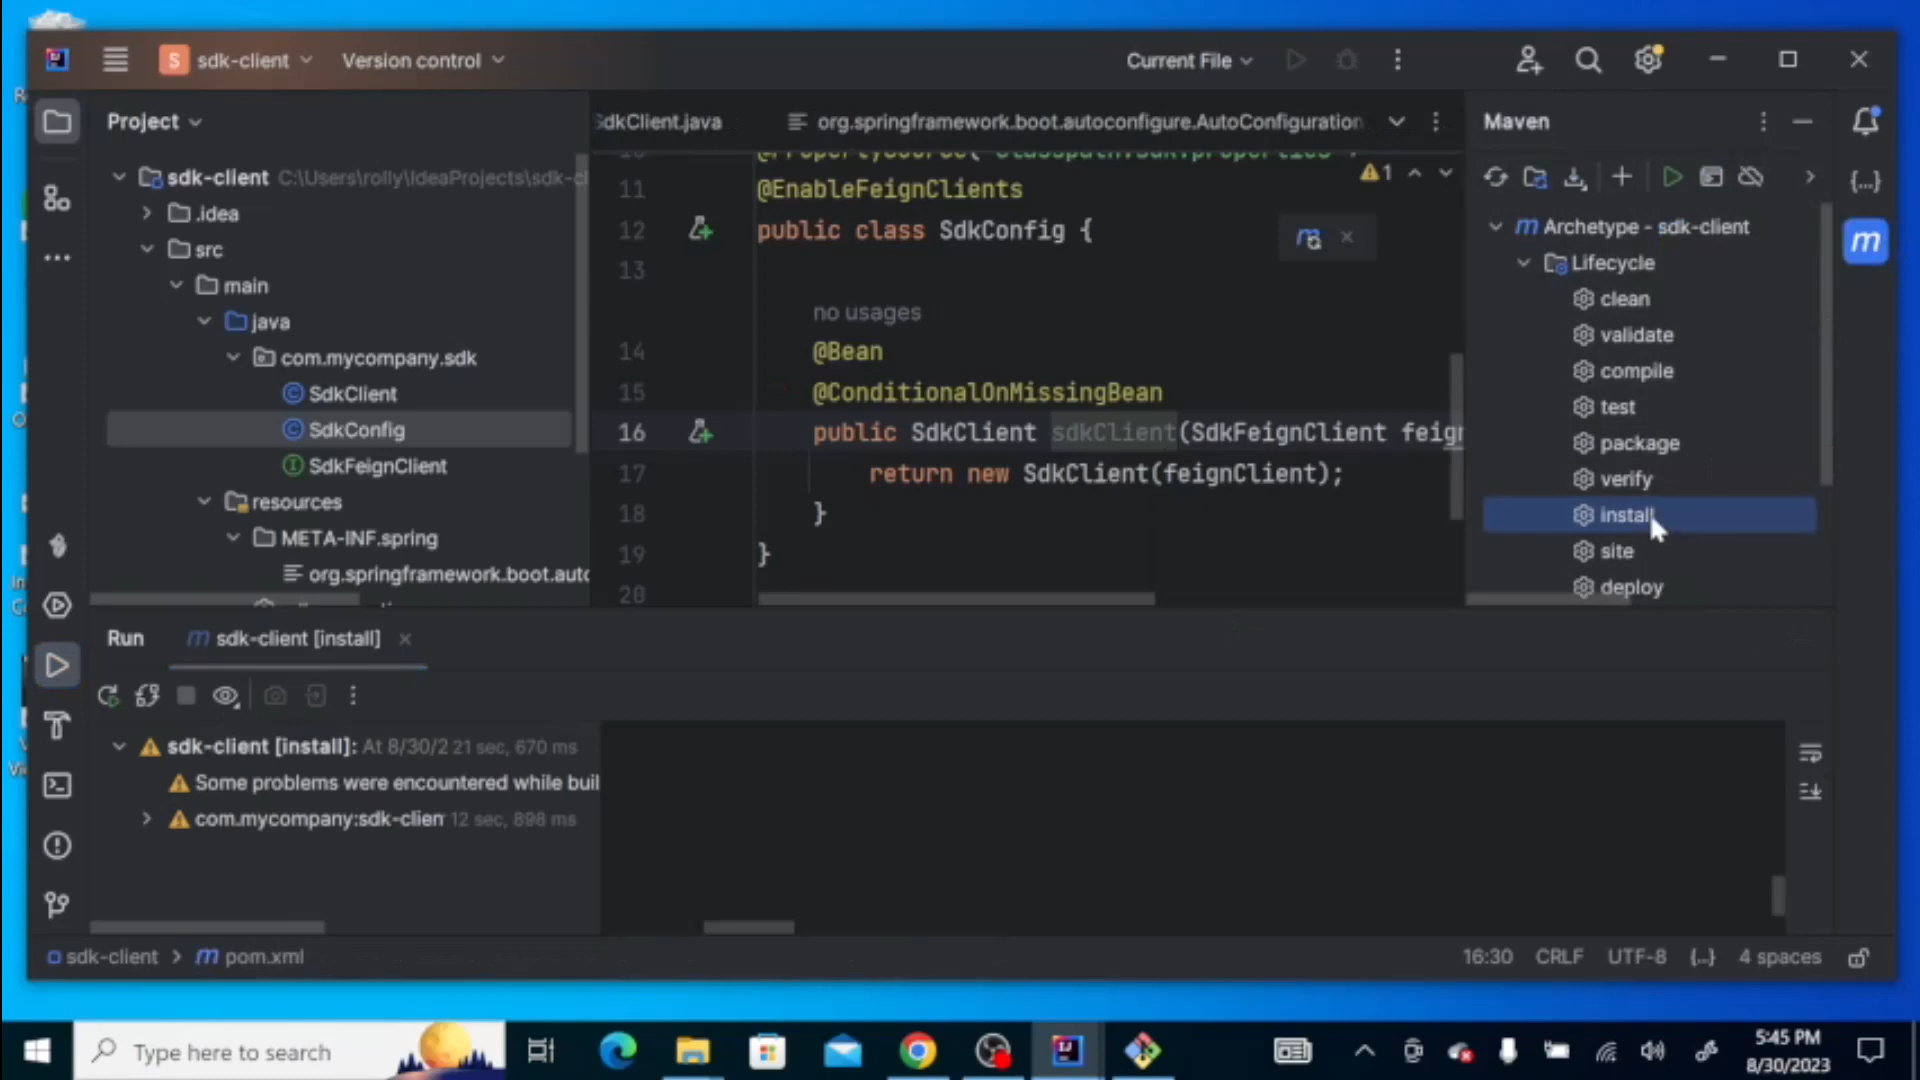 S sdk-client Version control Current File
Project
sdk-client C:\Users\rolly\IdeaProjects\sdk-cl
.idea
src
main
java
com.mycompany.sdk
SdkClient
SdkConfig
SdkFeignClient
resources
META-INF.spring
org.springframework.boot.auto
SdkClient.java org.springframework.boot.autoconfigure.AutoConfiguration
1
11 @EnableFeignClients
12 public class SdkConfig {
13
no usages
14 @Bean
15 @ConditionalOnMissingBean
16 public SdkClient sdkClient(SdkFeignClient feign
17 return new SdkClient(feignClient);
18 }
19 }
20
Maven
Archetype - sdk-client
Lifecycle
clean
validate
compile
test
package
verify
install
site
deploy
Run sdk-client [install]
sdk-client [install]: At 8/30/2 21 sec, 670 ms
Some problems were encountered while buil
com.mycompany:sdk-clien 12 sec, 898 ms
sdk-client > pom.xml
16:30 CRLF UTF-8 {..} 4 spaces
Type here to search
5:45 PM
8/30/2023